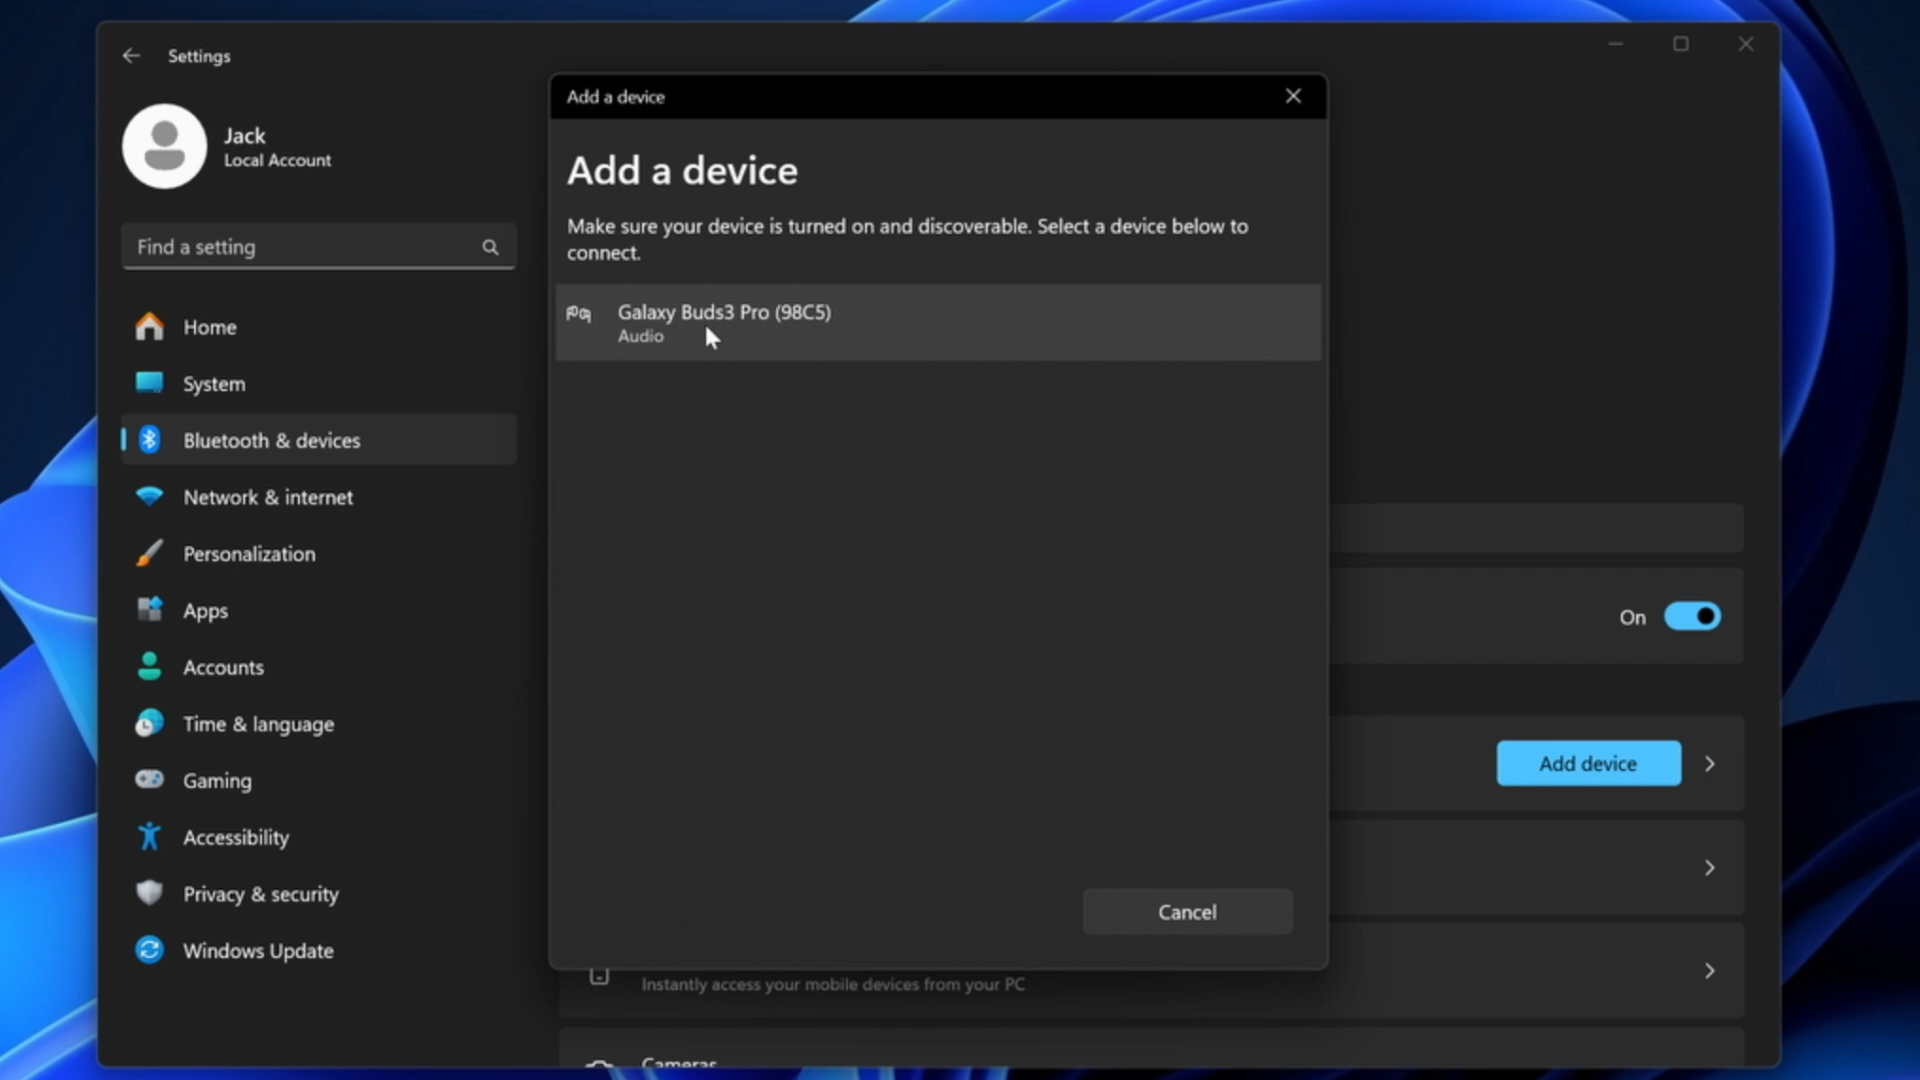 Settings
Jack
Local Account
Find a setting
Home
System
Bluetooth & devices
Network & internet
Personalization
Apps
Accounts
Time & language
Gaming
Accessibility
Privacy & security
Windows Update
Add a device
Add a device
Make sure your device is turned on and discoverable. Select a device below to
connect.
Galaxy Buds3 Pro (98C5)
Audio
Cancel
On
Add device
Instantly access your mobile devices from your PC
Cameras